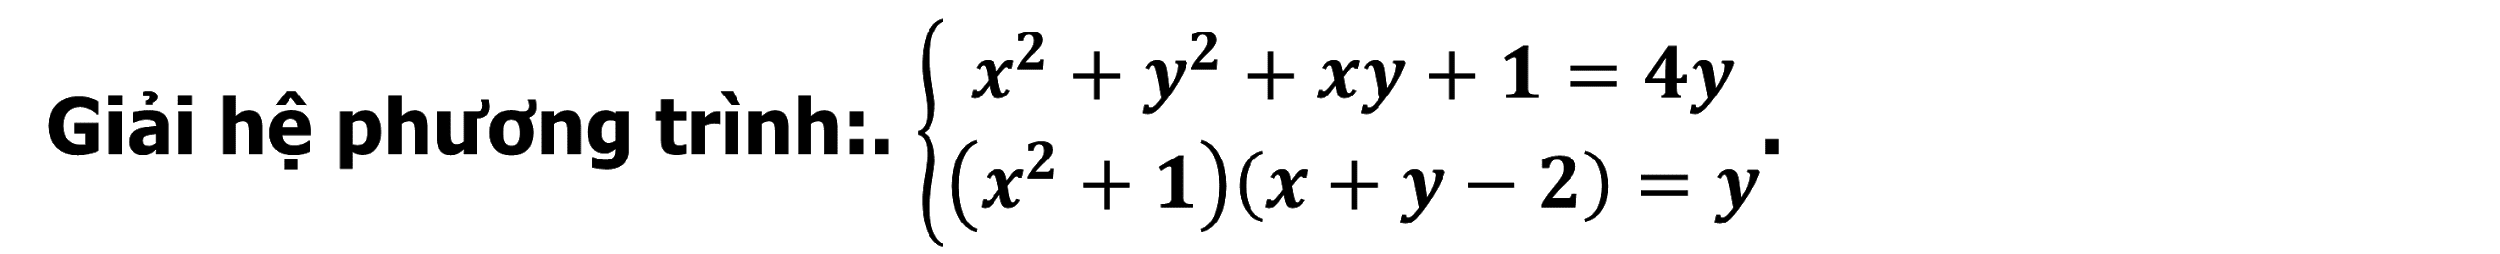 Giải hệ phương trình:. { x² + y² + xy + 1 = 4y
(x² + 1)(x + y − 2) = y .